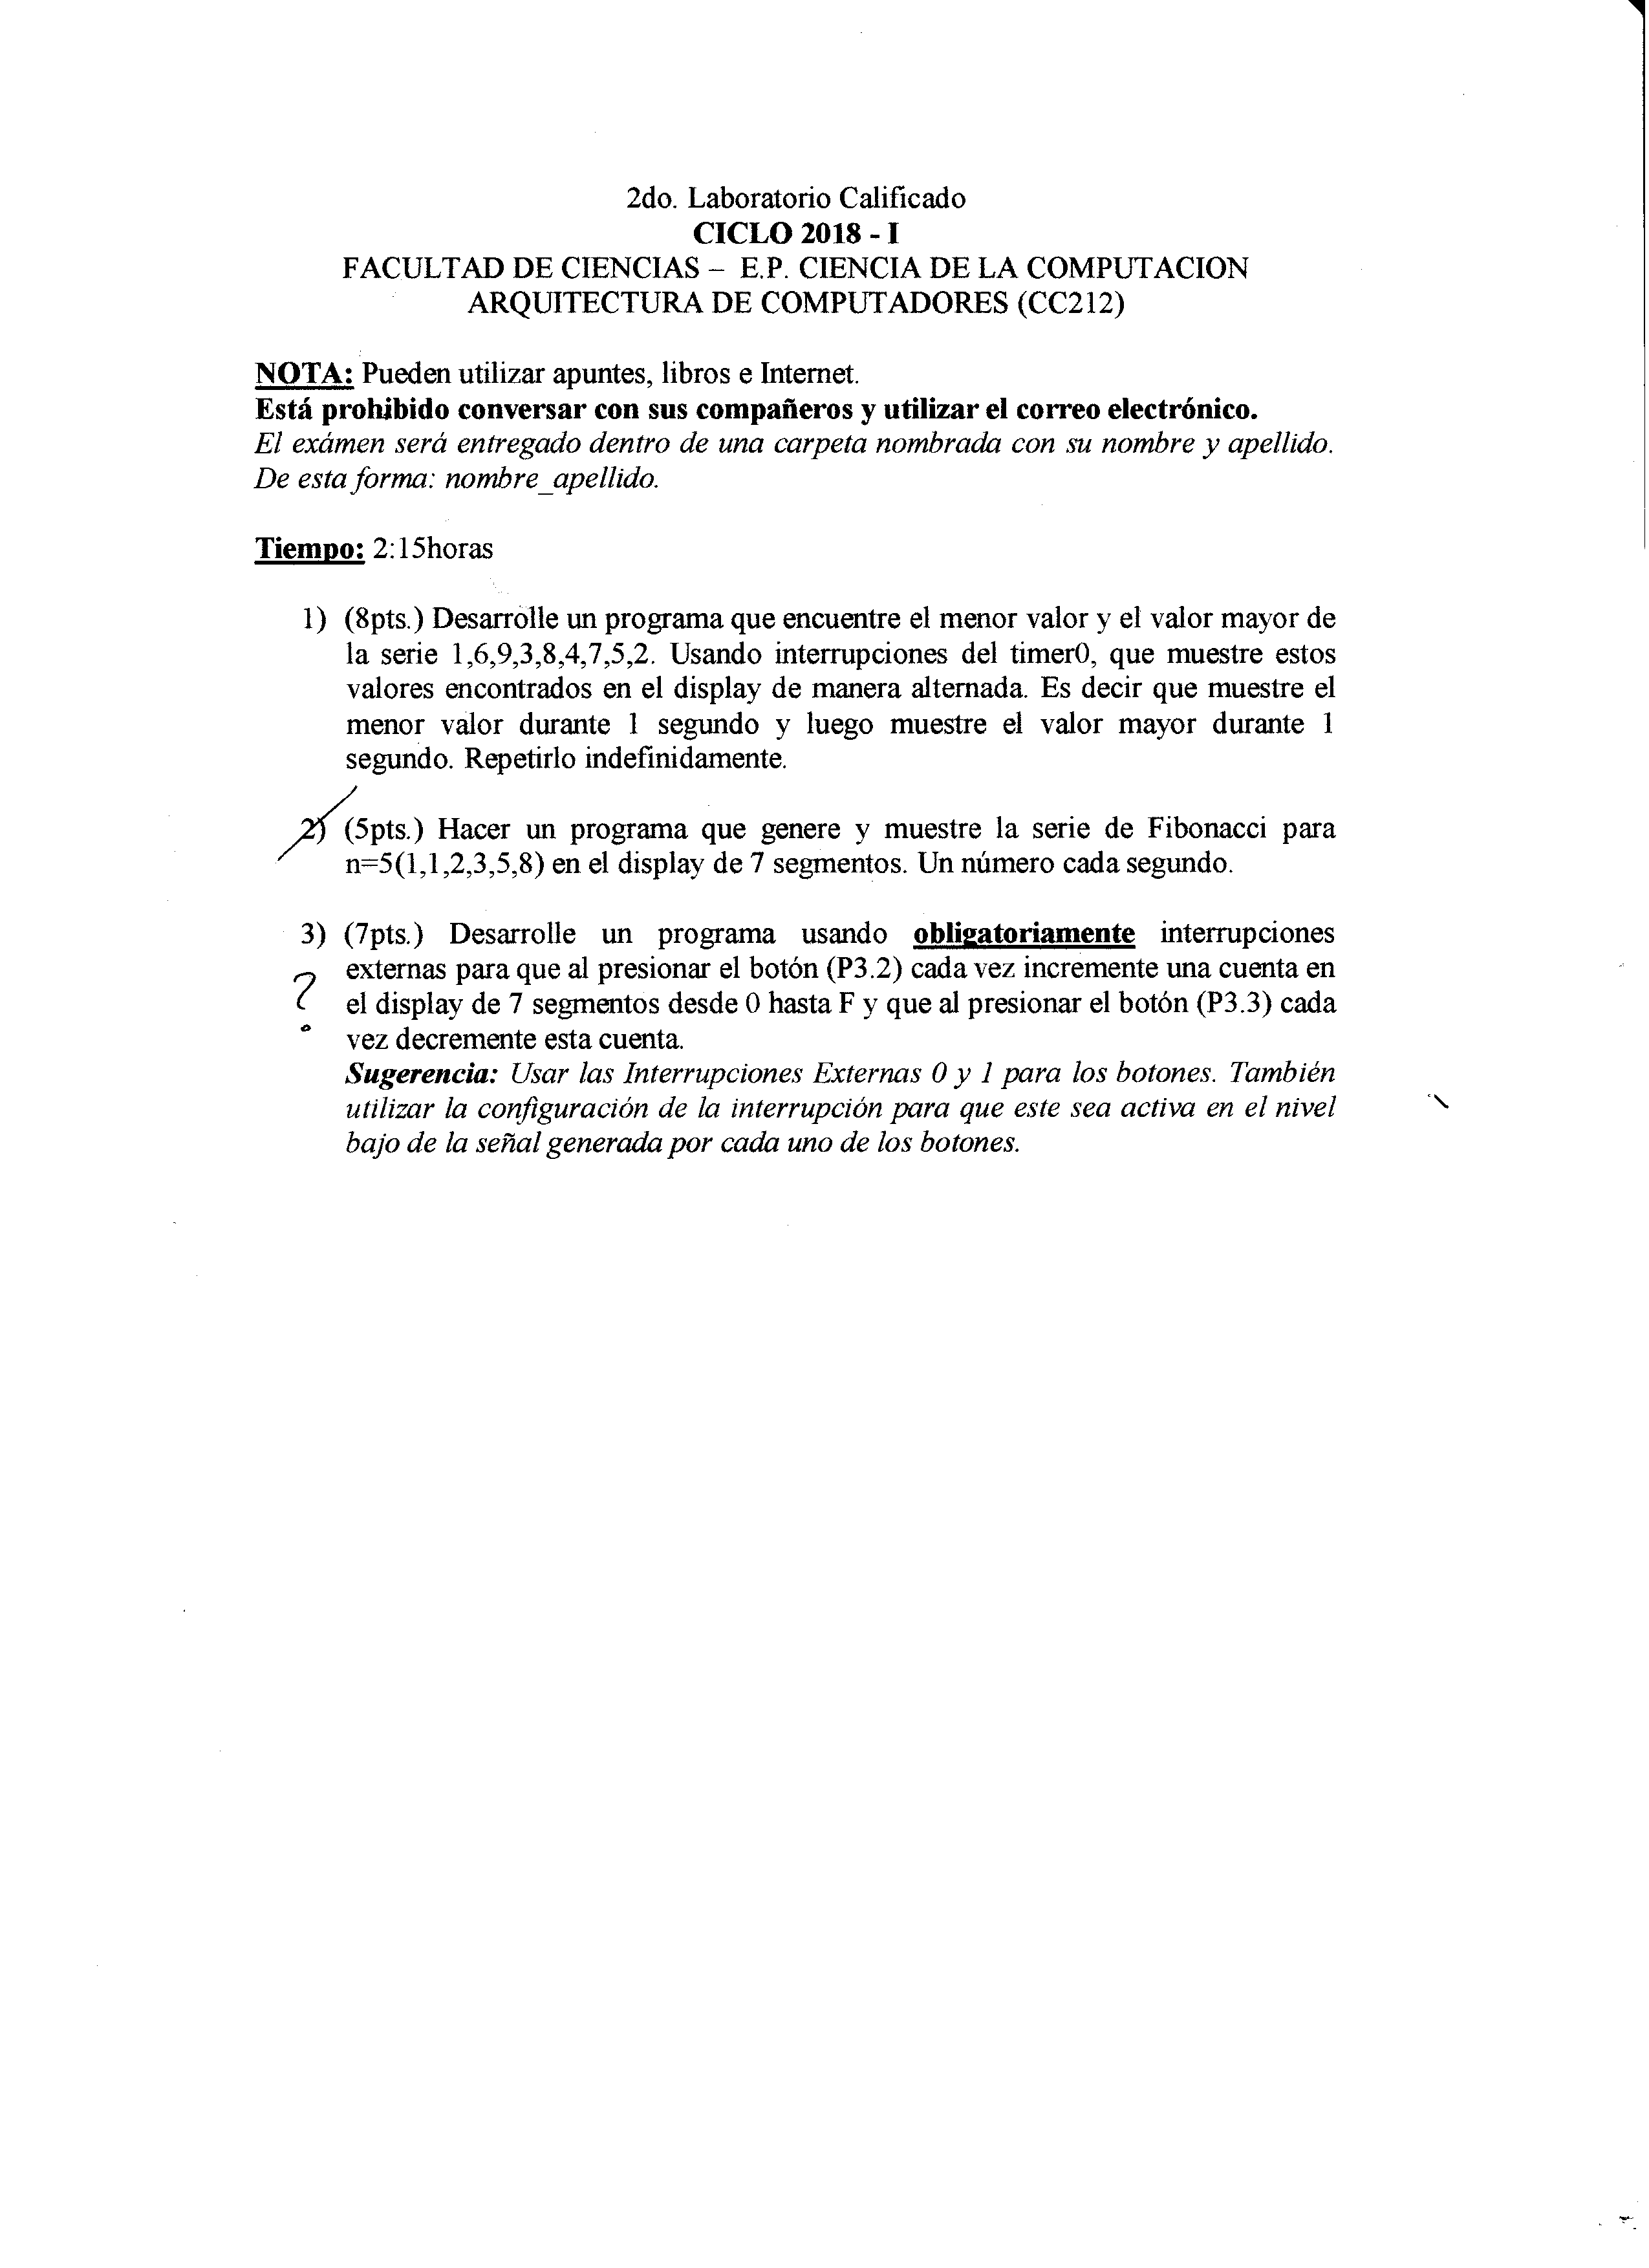 2do. Laboratorio Calificado
CICLO 2018 - I
FACULTAD DE CIENCIAS – E.P. CIENCIA DE LA COMPUTACION
ARQUITECTURA DE COMPUTADORES (CC212)
NOTA: Pueden utilizar apuntes, libros e Internet.
Está prohibido conversar con sus compañeros y utilizar el correo electrónico.
El exámen será entregado dentro de una carpeta nombrada con su nombre y apellido.
De esta forma: nombre_apellido.
Tiempo: 2:15horas
1) (8pts.) Desarrolle un programa que encuentre el menor valor y el valor mayor de
la serie 1,6,9,3,8,4,7,5,2. Usando interrupciones del timer0, que muestre estos
valores encontrados en el display de manera alternada. Es decir que muestre el
menor valor durante 1 segundo y luego muestre el valor mayor durante 1
segundo. Repetirlo indefinidamente.
2) (5pts.) Hacer un programa que genere y muestre la serie de Fibonacci para
n=5(1,1,2,3,5,8) en el display de 7 segmentos. Un número cada segundo.
3) (7pts.) Desarrolle un programa usando obligatoriamente interrupciones
? externas para que al presionar el botón (P3.2) cada vez incremente una cuenta en
el display de 7 segmentos desde 0 hasta F y que al presionar el botón (P3.3) cada
vez decremente esta cuenta.
Sugerencia: Usar las Interrupciones Externas 0 y 1 para los botones. También
utilizar la configuración de la interrupción para que este sea activa en el nivel
bajo de la señal generada por cada uno de los botones.